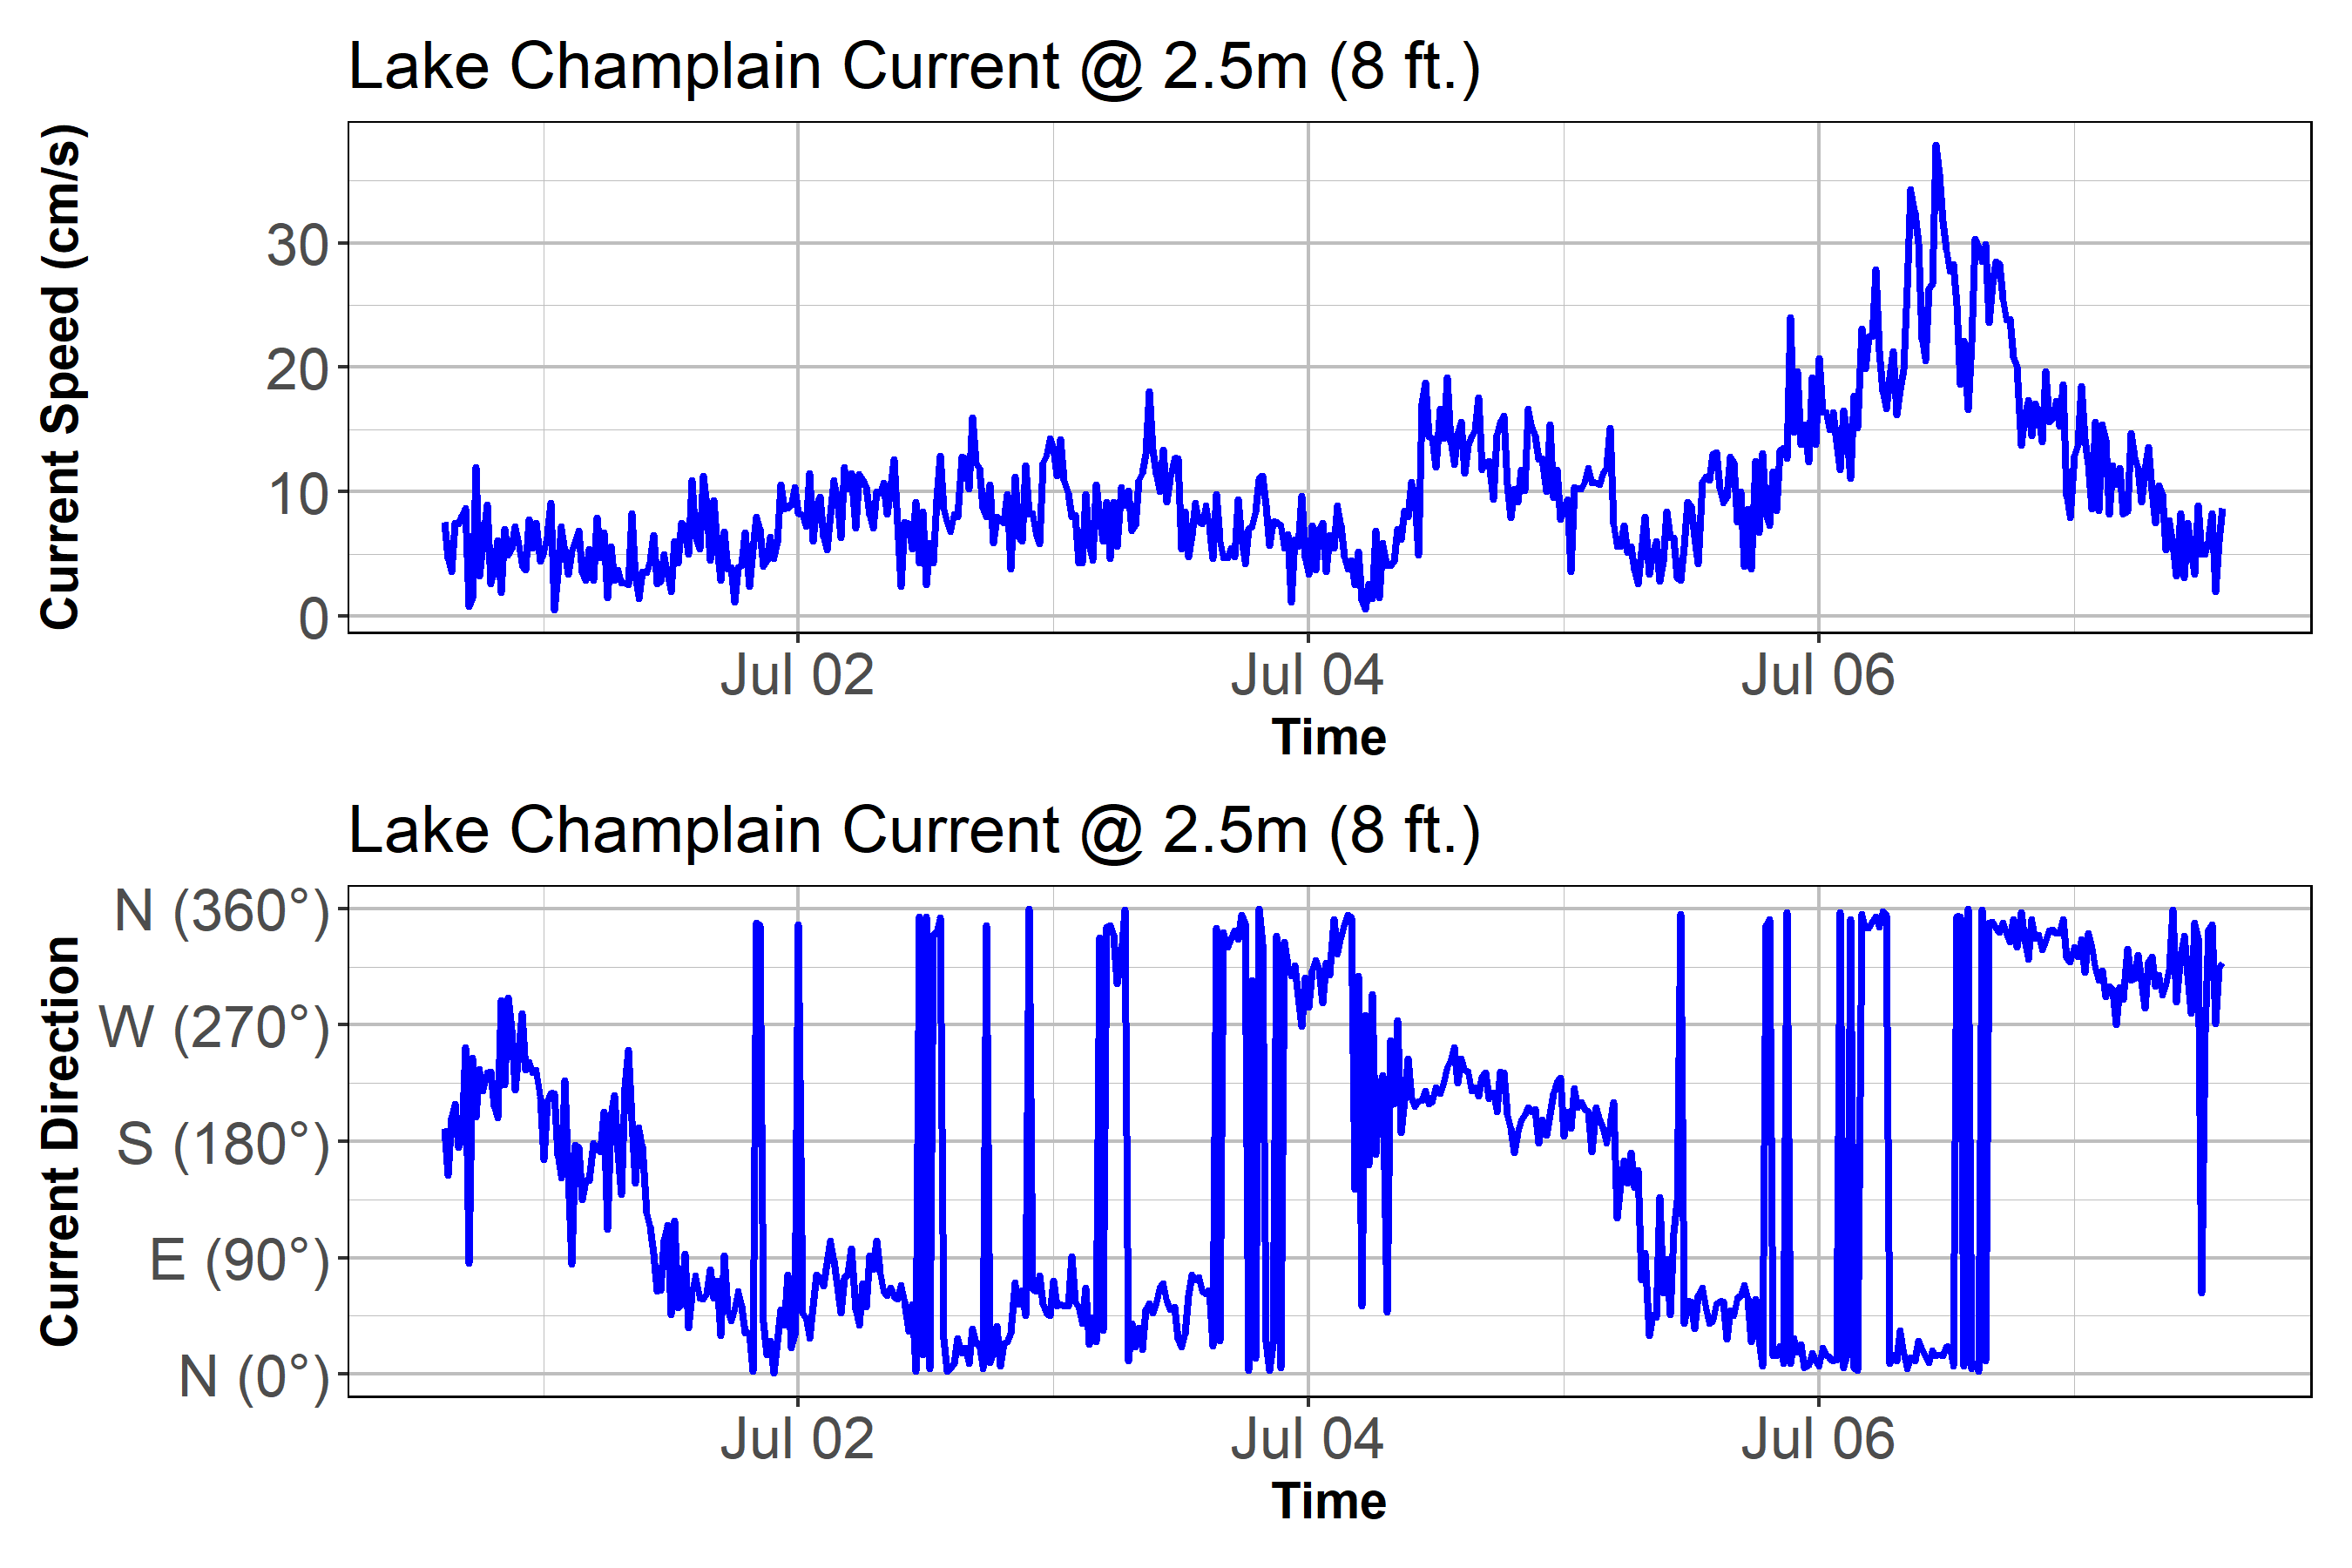 Lake Champlain Current @ 2.5m (8 ft.)
Current Speed (cm/s)
30
20
10
0
Jul 02 Jul 04 Jul 06
Time
Lake Champlain Current @ 2.5m (8 ft.)
Current Direction
N (360°)
W (270°)
S (180°)
E (90°)
N (0°)
Jul 02 Jul 04 Jul 06
Time